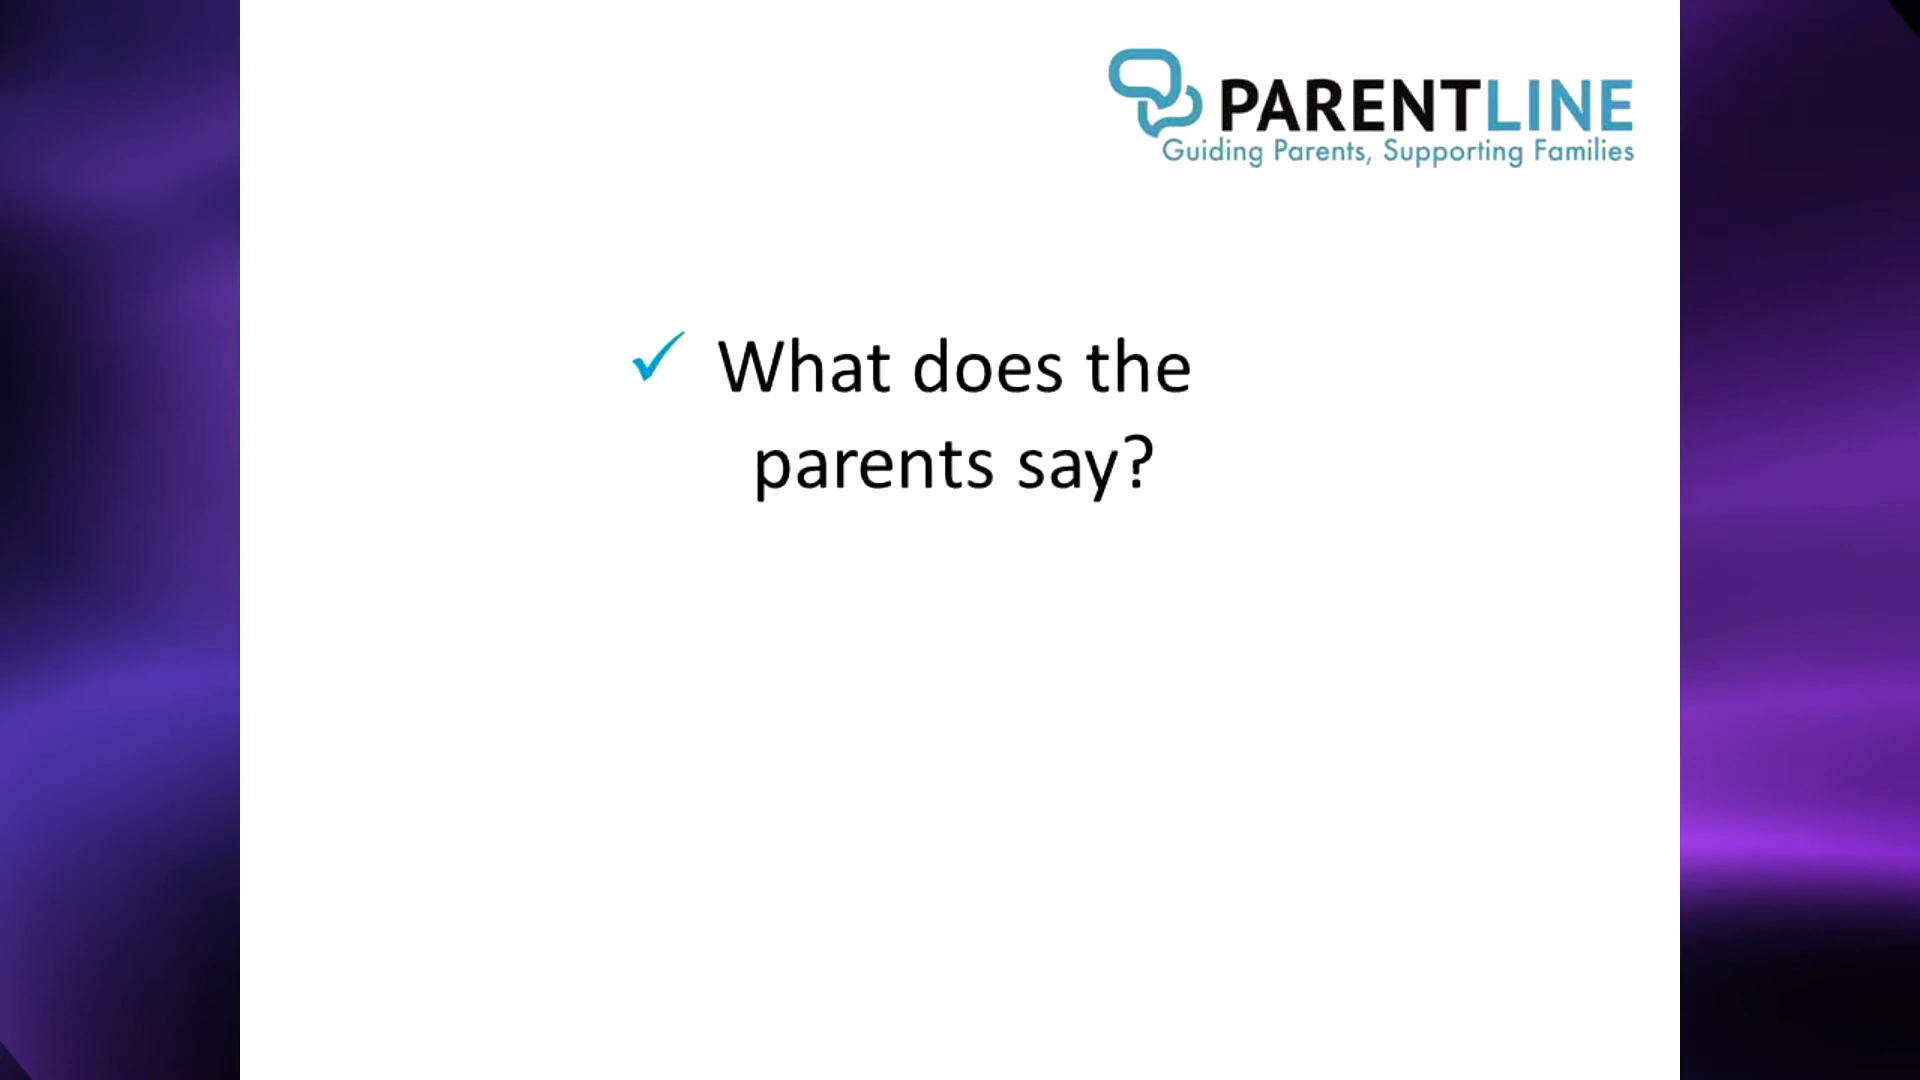 PARENTLINE
Guiding Parents, Supporting Families
What does the
parents say?